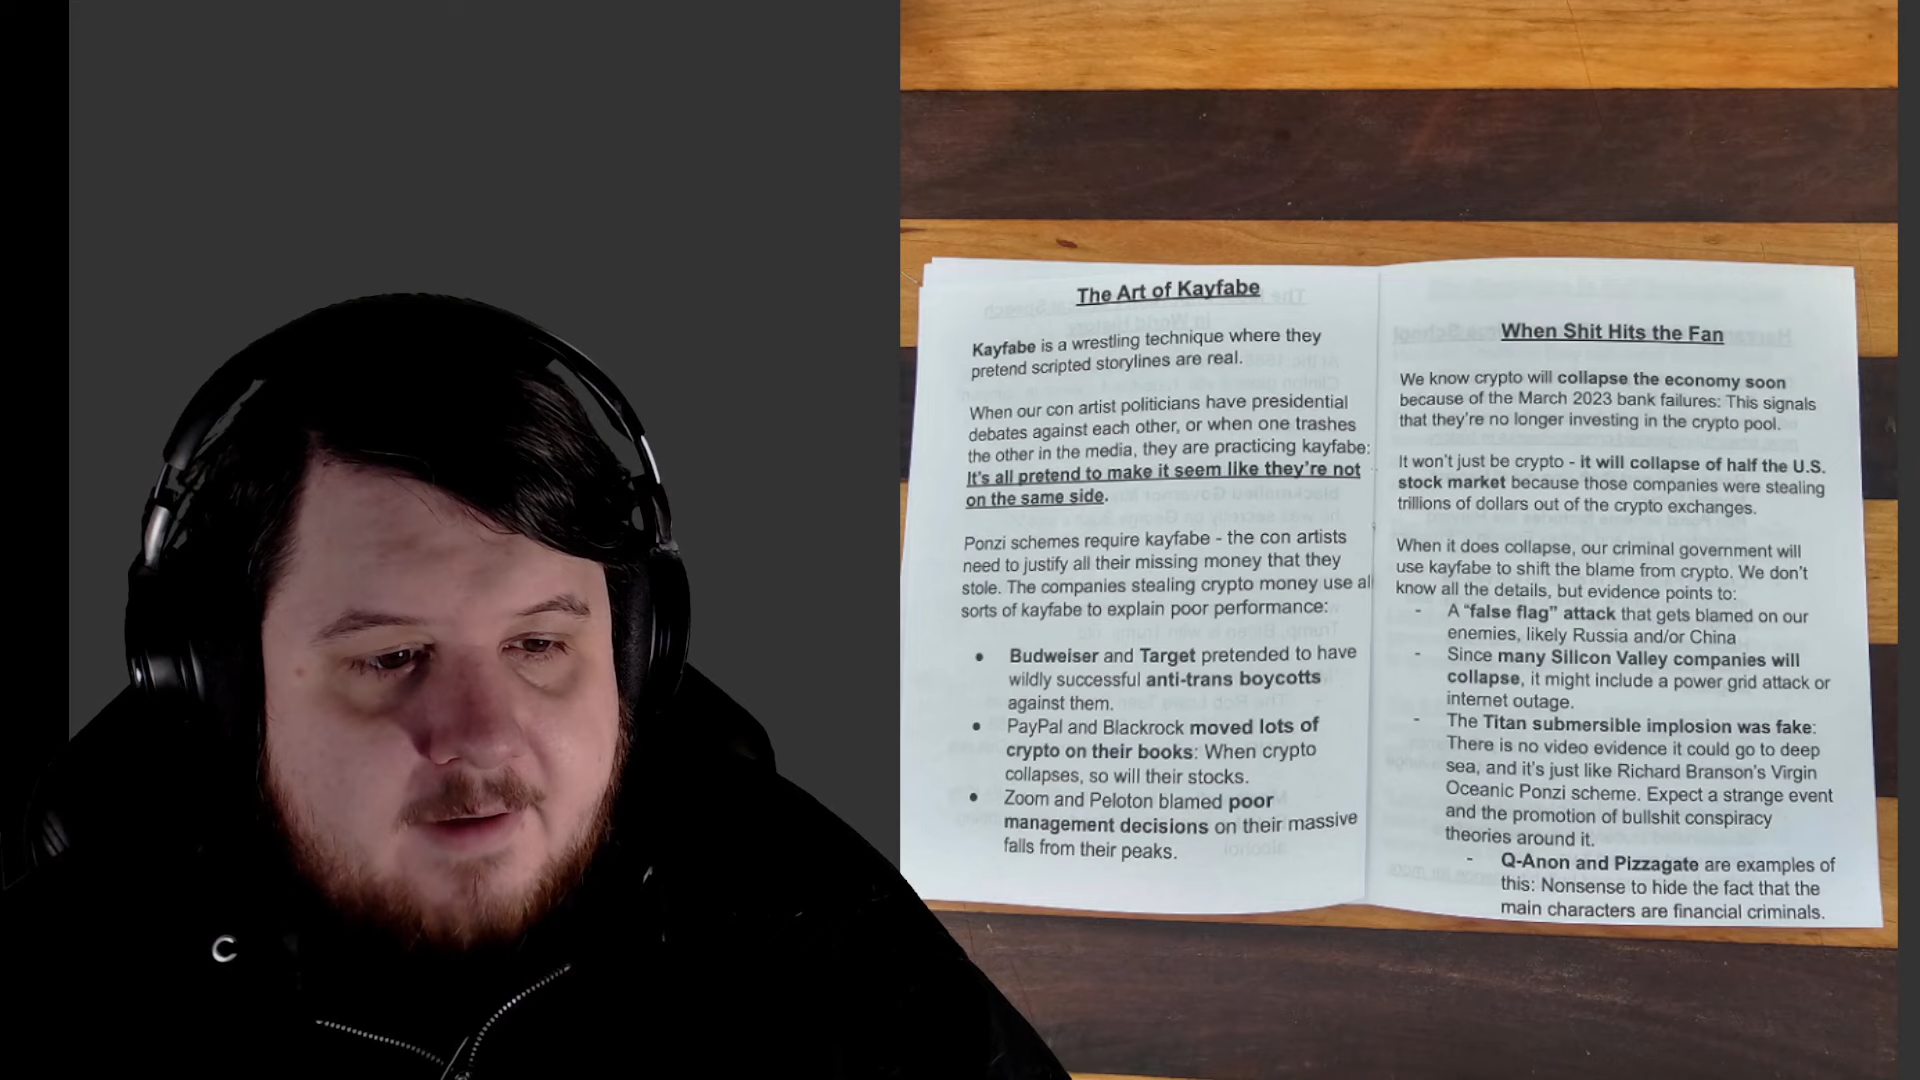 The Art of Kayfabe
Kayfabe is a wrestling technique where they
pretend scripted storylines are real.
When our con artist politicians have presidential
debates against each other, or when one trashes
the other in the media, they are practicing kayfabe:
It's all pretend to make it seem like they're not
on the same side.
Ponzi schemes require kayfabe - the con artists
need to justify all their missing money that they
stole. The companies stealing crypto money use all
sorts of kayfabe to explain poor performance:
● Budweiser and Target pretended to have
wildly successful anti-trans boycotts
against them.
● PayPal and Blackrock moved lots of
crypto on their books: When crypto
collapses, so will their stocks.
● Zoom and Peloton blamed poor
management decisions on their massive
falls from their peaks.
When Shit Hits the Fan
We know crypto will collapse the economy soon
because of the March 2023 bank failures: This signals
that they're no longer investing in the crypto pool.
It won't just be crypto - it will collapse of half the U.S.
stock market because those companies were stealing
trillions of dollars out of the crypto exchanges.
When it does collapse, our criminal government will
use kayfabe to shift the blame from crypto. We don't
know all the details, but evidence points to:
- A "false flag" attack that gets blamed on our
enemies, likely Russia and/or China
- Since many Silicon Valley companies will
collapse, it might include a power grid attack or
internet outage.
- The Titan submersible implosion was fake:
There is no video evidence it could go to deep
sea, and it's just like Richard Branson's Virgin
Oceanic Ponzi scheme. Expect a strange event
and the promotion of bullshit conspiracy
theories around it.
- Q-Anon and Pizzagate are examples of
this: Nonsense to hide the fact that the
main characters are financial criminals.